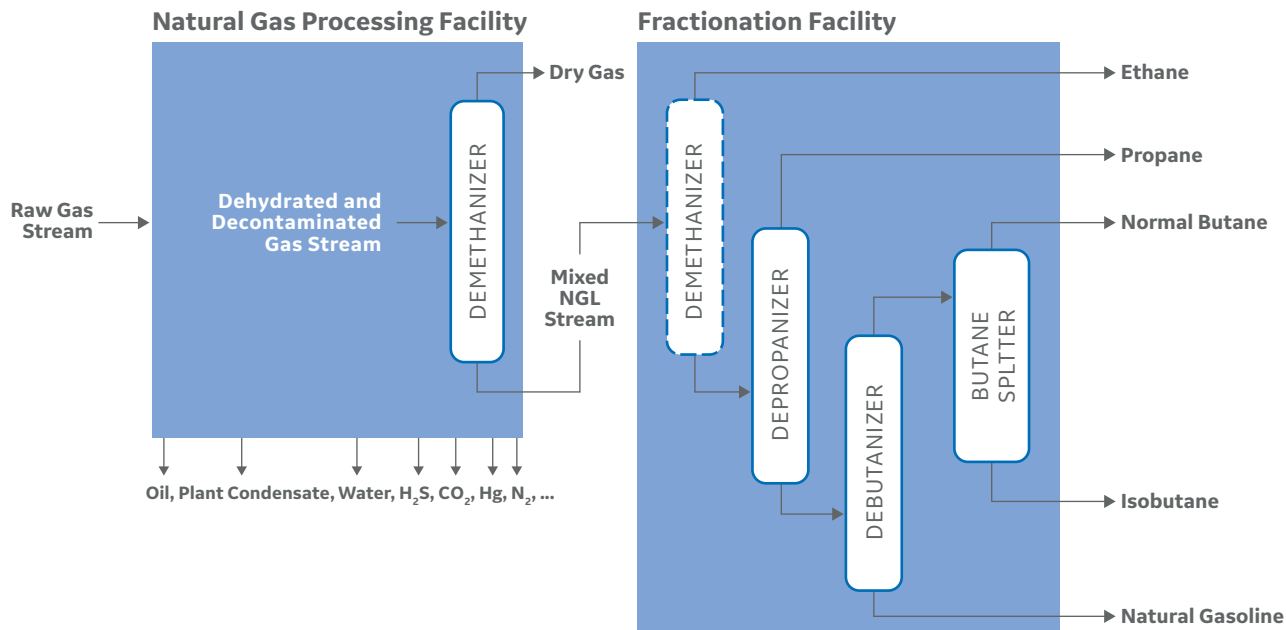 Natural Gas Processing Facility
Fractionation Facility
Dry Gas
Ethane
DEMETHANIZER
DEMETHANIZER
Propane
Raw Gas
Stream
Dehydrated and
Decontaminated
Gas Stream
Normal Butane
Mixed
NGL
Stream
DEPROPANIZER
DEBUTANIZER
BUTANE
SPLTTER
Oil, Plant Condensate, Water, H₂S, CO₂, Hg, N₂, ...
Isobutane
Natural Gasoline